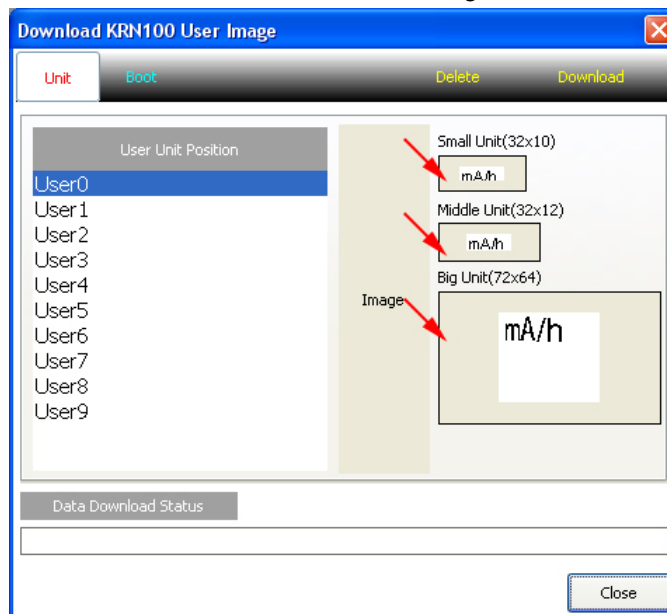 Download KRN100 User Image
Unit Boot Delete Download
User Unit Position
User0
User1
User2
User3
User4
User5
User6
User7
User8
User9
Image
Small Unit(32x10)
mA/h
Middle Unit(32x12)
mA/h
Big Unit(72x64)
mA/h
Data Download Status
Close